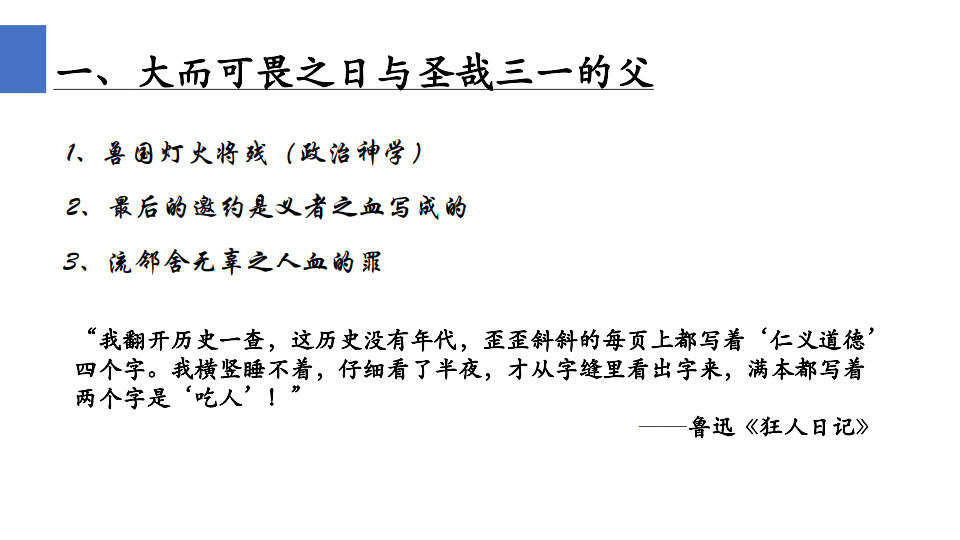 一、大而可畏之日与圣哉三一的父
1、兽国灯火将残（政治神学）
2、最后的邀约是义者之血写成的
3、流邻舍无辜之人血的罪
“我翻开历史一查，这历史没有年代，歪歪斜斜的每页上都写着‘仁义道德’
四个字。我横竖睡不着，仔细看了半夜，才从字缝里看出字来，满本都写着
两个字是‘吃人’！”
——鲁迅《狂人日记》